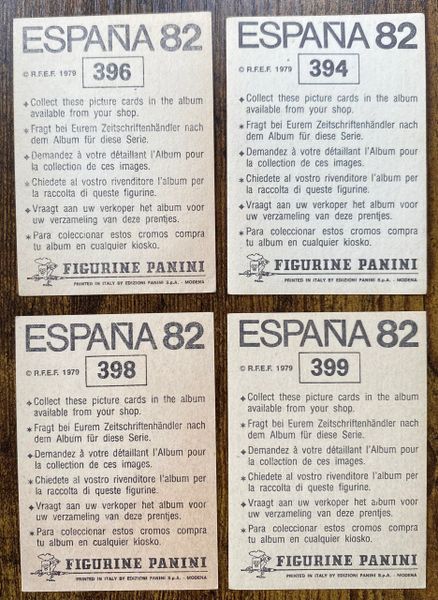 ESPAÑA 82
© R.F.E.F. 1979 396
Collect these picture cards in the album
available from your shop.
Fragt bei Eurem Zeitschriftenhändler nach
dem Album für diese Serie.
Demandez à votre détaillant l'Album pour
la collection de ces images.
Chiedete al vostro rivenditore l'album per
la raccolta di queste figurine.
Vraagt aan uw verkoper het album voor
uw verzameling van deze prentjes.
Para coleccionar estos cromos compra
tu album en cualquier kiosko.
FIGURINE PANINI
PRINTED IN ITALY BY EDIZIONI PANINI S.p.A. - MODENA
ESPAÑA 82
© R.F.E.F. 1979 394
Collect these picture cards in the album
available from your shop.
Fragt bei Eurem Zeitschriftenhändler nach
dem Album für diese Serie.
Demandez à votre détaillant l'Album pour
la collection de ces images.
Chiedete al vostro rivenditore l'album per
la raccolta di queste figurine.
Vraagt aan uw verkoper het album voor
uw verzameling van deze prentjes.
Para coleccionar estos cromos compra
tu album en cualquier kiosko.
FIGURINE PANINI
PRINTED IN ITALY BY EDIZIONI PANINI S.p.A. - MODENA
ESPAÑA 82
© R.F.E.F. 1979 398
Collect these picture cards in the album
available from your shop.
Fragt bei Eurem Zeitschriftenhändler nach
dem Album für diese Serie.
Demandez à votre détaillant l'Album pour
la collection de ces images.
Chiedete al vostro rivenditore l'album per
la raccolta di queste figurine.
Vraagt aan uw verkoper het album voor
uw verzameling van deze prentjes.
Para coleccionar estos cromos compra
tu album en cualquier kiosko.
FIGURINE PANINI
PRINTED IN ITALY BY EDIZIONI PANINI S.p.A. - MODENA
ESPAÑA 82
© R.F.E.F. 1979 399
Collect these picture cards in the album
available from your shop.
Fragt bei Eurem Zeitschriftenhändler nach
dem Album für diese Serie.
Demandez à votre détaillant l'Album pour
la collection de ces images.
Chiedete al vostro rivenditore l'album per
la raccolta di queste figurine.
Vraagt aan uw verkoper het album voor
uw verzameling van deze prentjes.
Para coleccionar estos cromos compra
tu album en cualquier kiosko.
FIGURINE PANINI
PRINTED IN ITALY BY EDIZIONI PANINI S.p.A. - MODENA